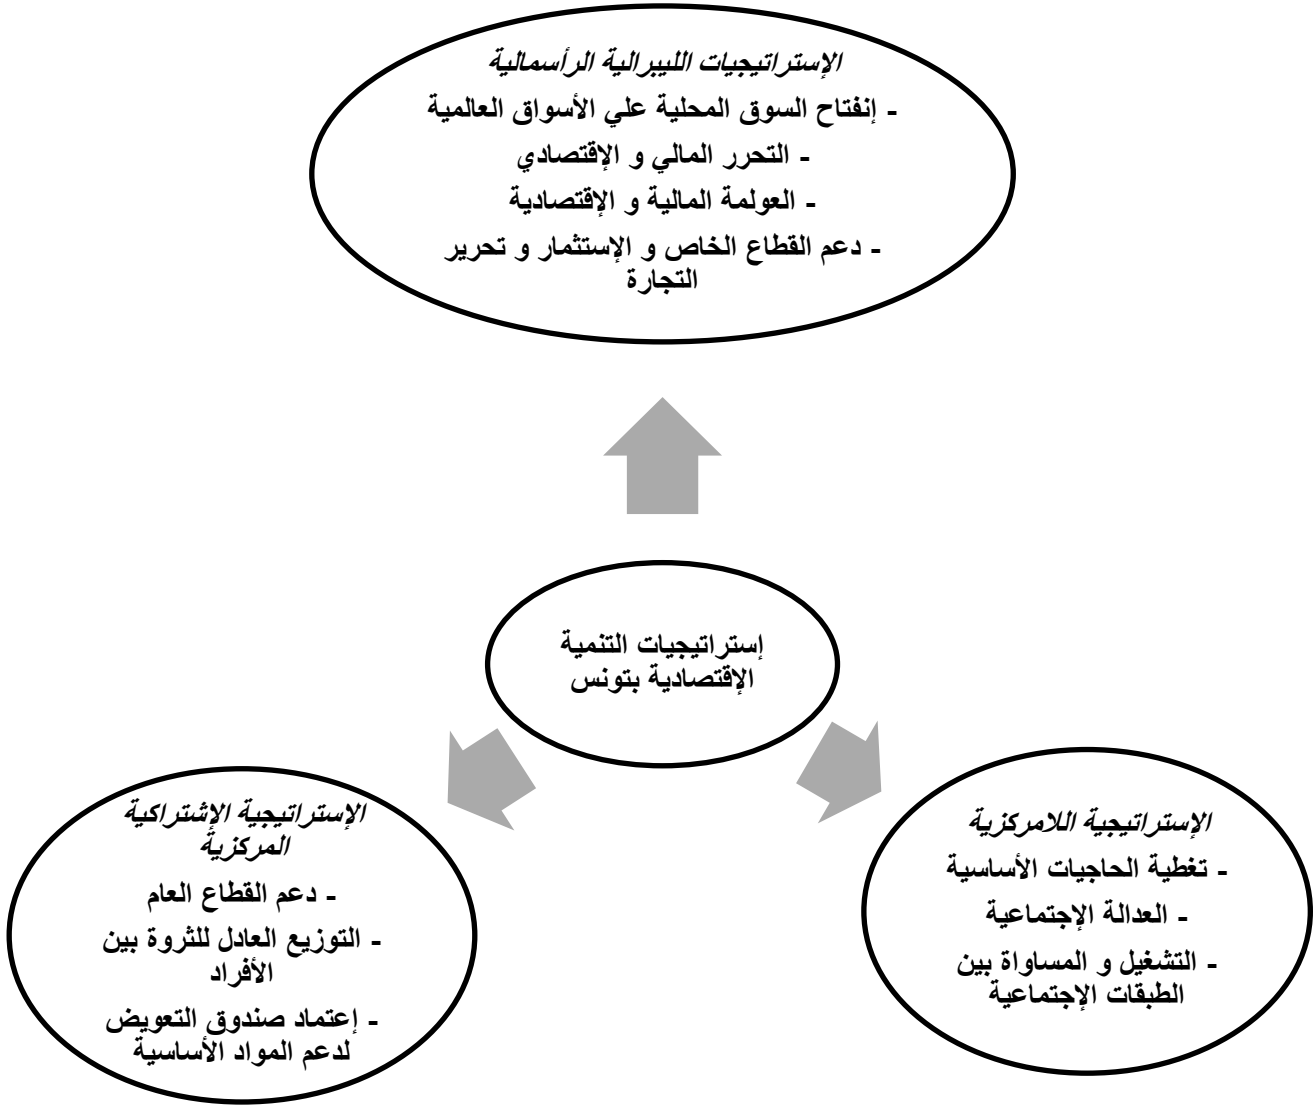 الإستراتيجيات الليبرالية الرأسمالية
- إنفتاح السوق المحلية علي الأسواق العالمية
- التحرر المالي و الإقتصادي
- العولمة المالية و الإقتصادية
- دعم القطاع الخاص و الإستثمار و تحرير
التجارة
إستراتيجيات التنمية
الإقتصادية بتونس
الإستراتيجية اللامركزية
- تغطية الحاجيات الأساسية
- العدالة الإجتماعية
- التشغيل و المساواة بين
الطبقات الإجتماعية
الإستراتيجية الإشتراكية
المركزية
- دعم القطاع العام
- التوزيع العادل للثروة بين
الأفراد
- إعتماد صندوق التعويض
لدعم المواد الأساسية